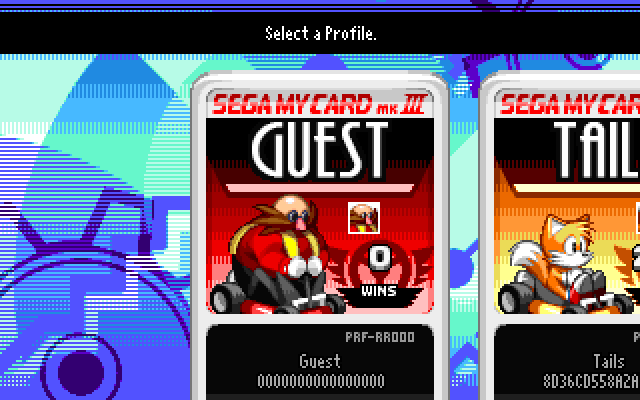 Select a Profile.
SEGA MY CARD MK III
GUEST
0
WINS
PRF-RR000
Guest
0000000000000000
SEGA MY CAR
TAIL
Tails
8D36CD558A2A